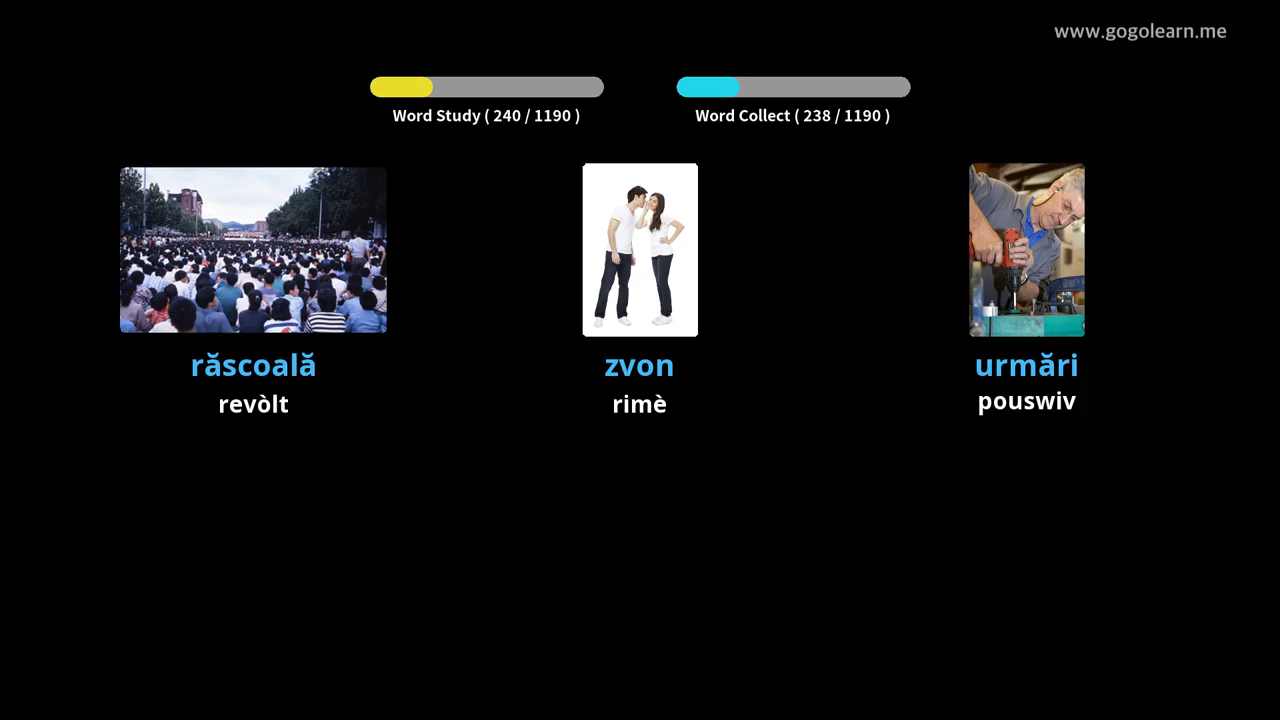 www.gogolearn.me
Word Study ( 240 / 1190 )
Word Collect ( 238 / 1190 )
răscoală
zvon
urmări
revòlt
rimè
pouswiv